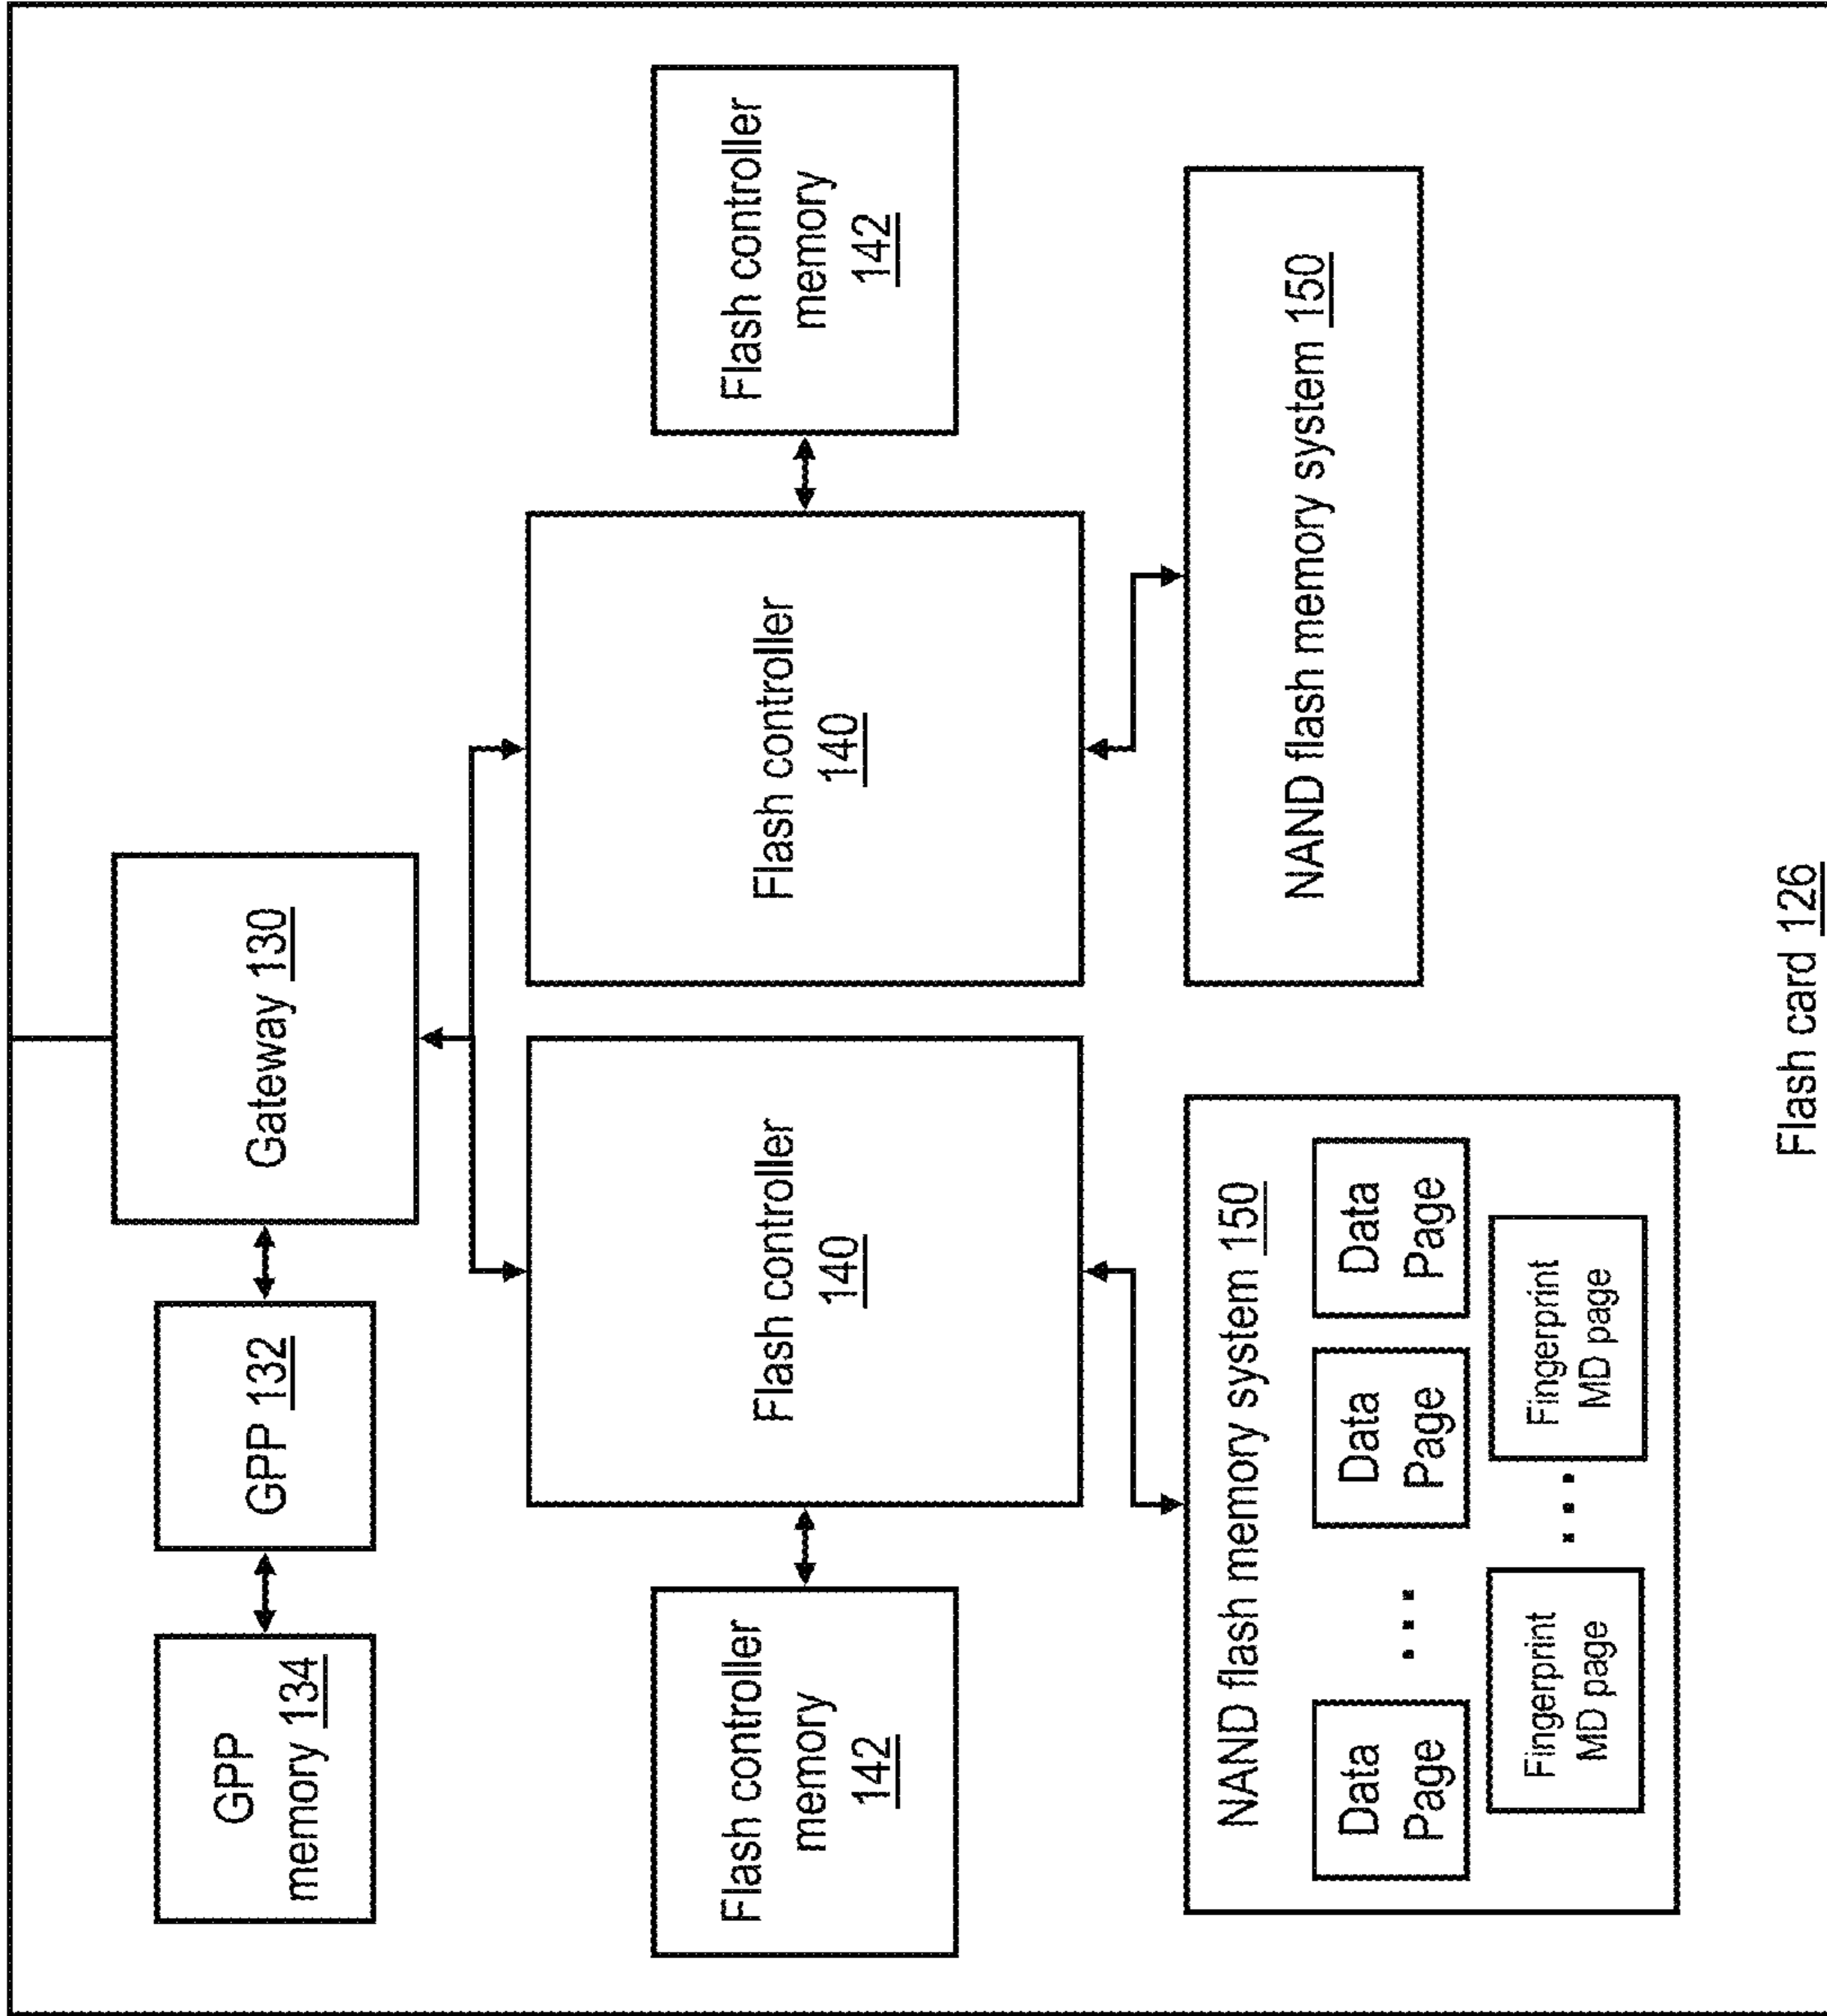 GPP
memory 134
GPP 132
Gateway 130
Flash controller
memory
142
Flash controller
140
Flash controller
140
Flash controller
memory
142
NAND flash memory system 150
Data
Page
...
Data
Page
Data
Page
Fingerprint
MD page
...
Fingerprint
MD page
NAND flash memory system 150
Flash card 126